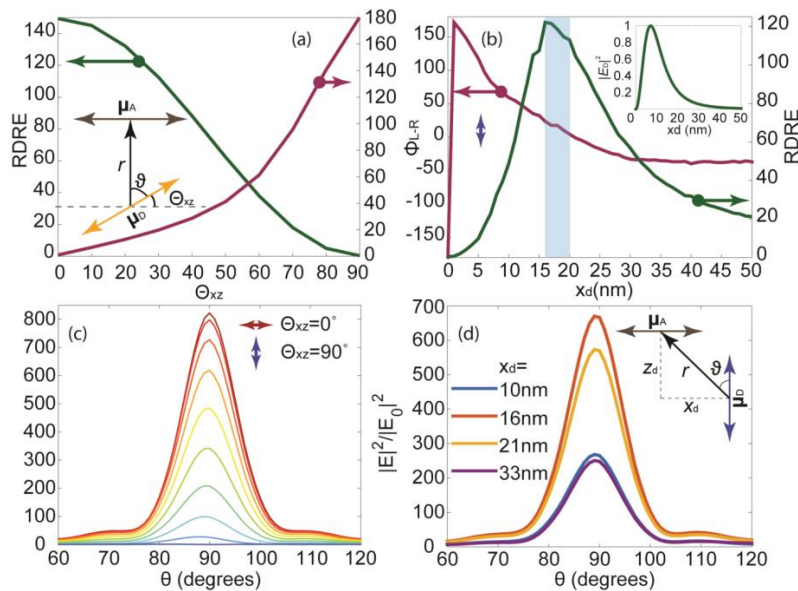 (a)
RDRE
140
120
100
80
60
40
20
0
180
160
140
120
100
80
60
40
20
0
0 10 20 30 40 50 60 70 80 90
Θxz
μA
r
ϑ
Θxz
μD
(b)
ΦL-R
150
100
50
0
-50
-100
-150
120
100
80
60
40
20
0
RDRE
0 5 10 15 20 25 30 35 40 45 50
xd(nm)
|ED|²
1
0.8
0.6
0.4
0.2
0 10 20 30 40 50
xd (nm)
(c)
800
700
600
500
400
300
200
100
0
60 70 80 90 100 110 120
θ (degrees)
Θxz=0°
Θxz=90°
(d)
|E|²/|E0|²
700
600
500
400
300
200
100
0
60 70 80 90 100 110 120
θ (degrees)
xd=
10nm
16nm
21nm
33nm
μA
zd
r
ϑ
μD
xd